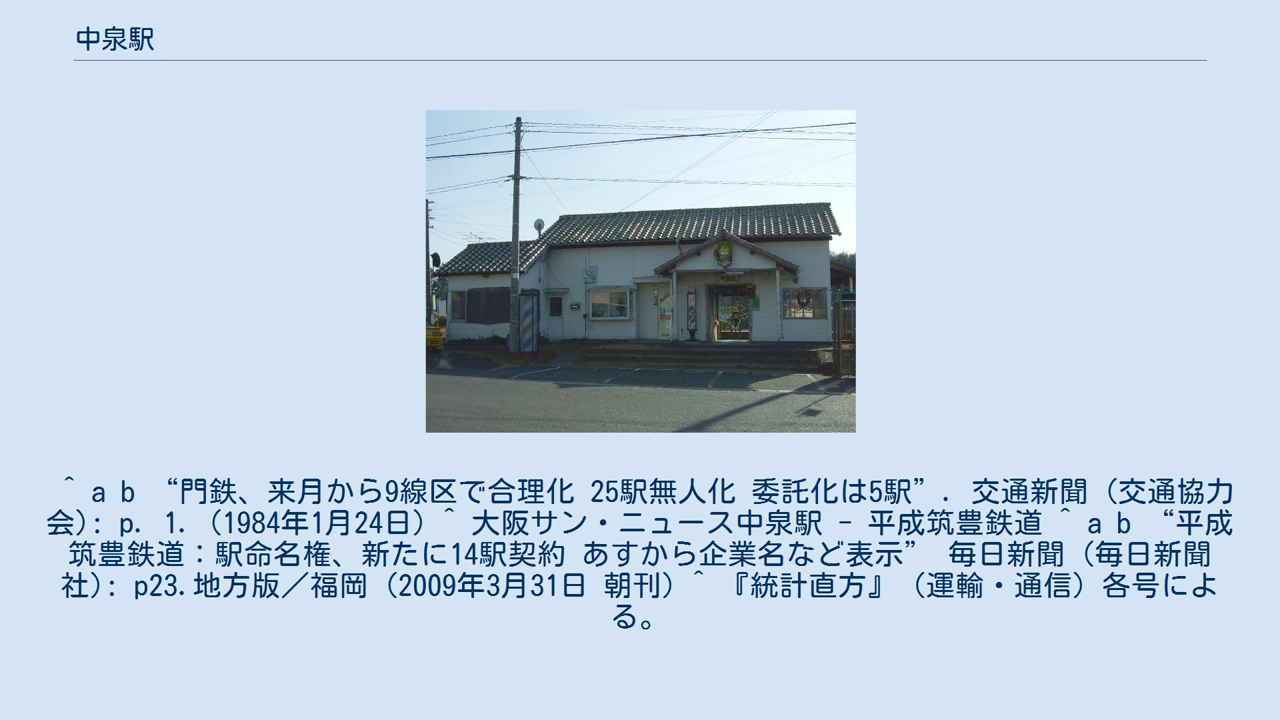 中泉駅
^ a b “門鉄、来月から9線区で合理化 25駅無人化 委託化は5駅”. 交通新聞 (交通協力
会): p. 1. (1984年1月24日) ^ 大阪サン・ニュース中泉駅 - 平成筑豊鉄道 ^ a b “平成
筑豊鉄道：駅命名権、新たに14駅契約 あすから企業名など表示” 毎日新聞 (毎日新聞
社): p23.地方版／福岡 (2009年3月31日 朝刊) ^ 『統計直方』（運輸・通信）各号によ
る。